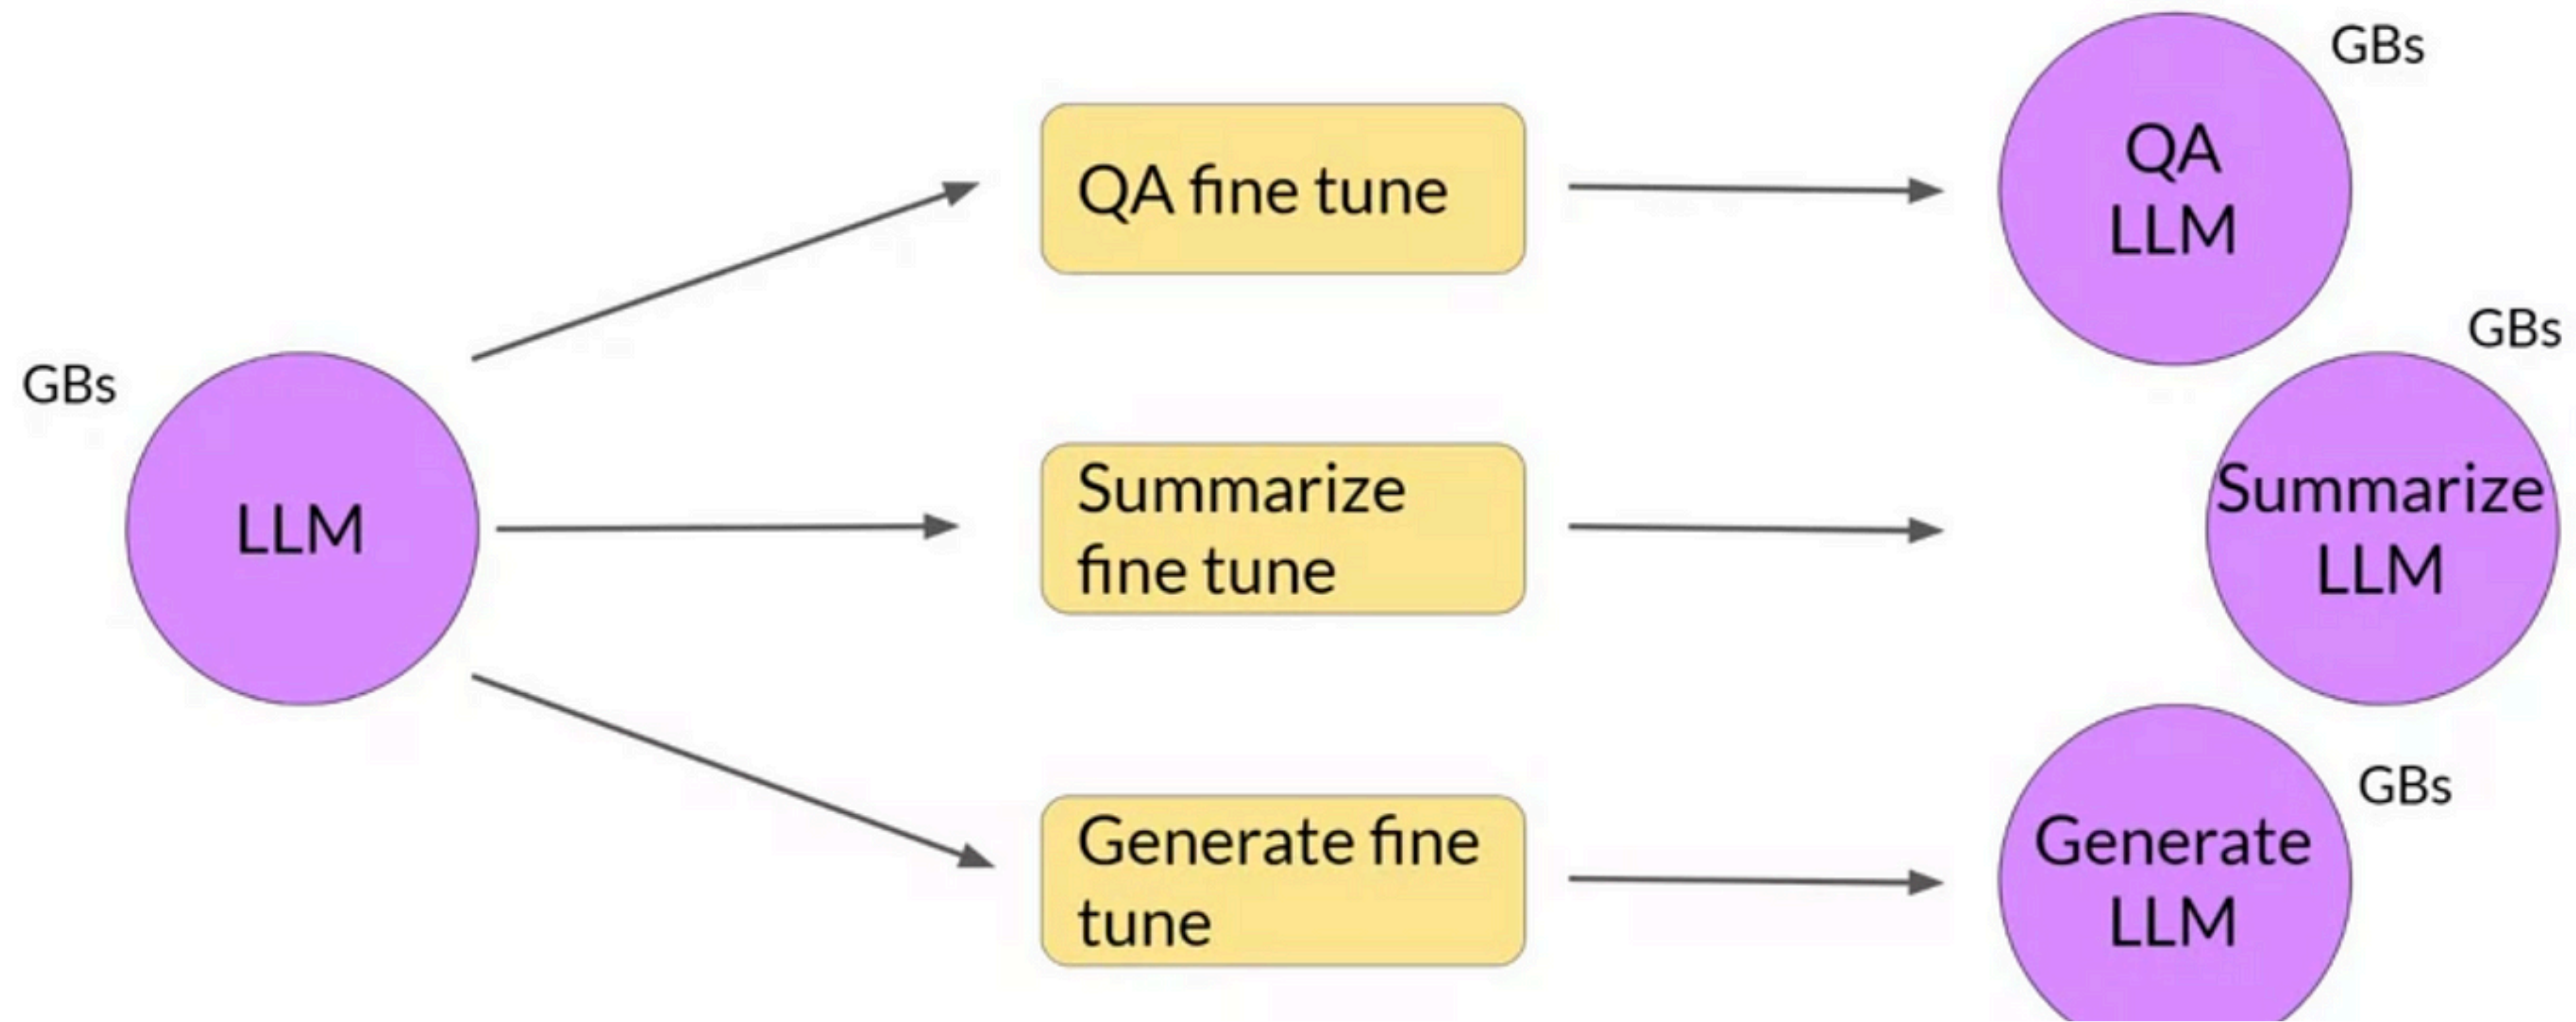 GBs
LLM
QA fine tune
Summarize
fine tune
Generate fine
tune
GBs
QA
LLM
GBs
Summarize
LLM
GBs
Generate
LLM